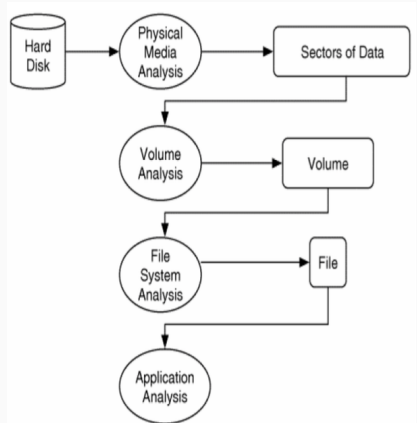 Hard
Disk
Physical
Media
Analysis
Sectors of Data
Volume
Analysis
Volume
File
System
Analysis
File
Application
Analysis